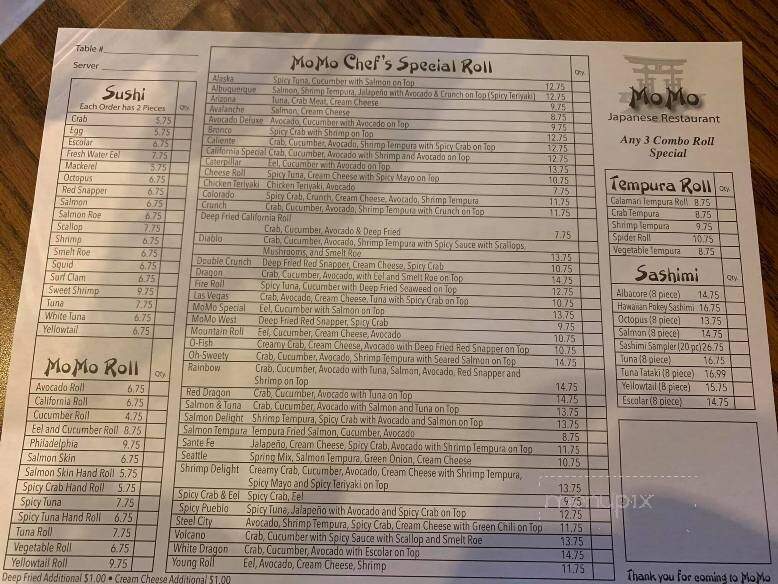 Table #
Server
Sushi
Each Order has 2 Pieces Qty.
Crab 5.75
Egg 5.75
Escolar 6.75
Fresh Water Eel 7.75
Mackerel 5.75
Octopus 6.75
Red Snapper 6.75
Salmon 6.75
Salmon Roe 6.75
Scallop 7.75
Shrimp 6.75
Smelt Roe 6.75
Squid 6.75
Surf Clam 6.75
Sweet Shrimp 9.75
Tuna 7.75
White Tuna 6.75
Yellowtail 6.75
MoMo Roll Qty.
Avocado Roll 6.75
California Roll 6.75
Cucumber Roll 4.75
Eel and Cucumber Roll 8.75
Philadelphia 9.75
Salmon Skin 6.75
Salmon Skin Hand Roll 5.75
Spicy Crab Hand Roll 5.75
Spicy Tuna 7.75
Spicy Tuna Hand Roll 6.75
Tuna Roll 7.75
Vegetable Roll 6.75
Yellowtail Roll 9.75
Deep Fried Additional $1.00 • Cream Cheese Additional $1.00
MoMo Chef's Special Roll Qty.
Alaska Spicy Tuna, Cucumber with Salmon on Top 12.75
Albuquerque Salmon, Shrimp Tempura, Jalapeño with Avocado & Crunch on Top (Spicy Teriyaki) 12.75
Arizona Tuna, Crab Meat, Cream Cheese 9.75
Avalanche Salmon, Cream Cheese 8.75
Avocado Deluxe Avocado, Cucumber with Avocado on Top 9.75
Bronco Spicy Crab with Shrimp on Top 12.75
Caliente Crab, Cucumber, Avocado, Shrimp Tempura with Spicy Crab on Top 12.75
California Special Crab, Cucumber, Avocado with Shrimp and Avocado on Top 12.75
Caterpillar Eel, Cucumber with Avocado on Top 13.75
Cheese Roll Spicy Tuna, Cream Cheese with Spicy Mayo on Top 10.75
Chicken Teriyaki Chicken Teriyaki, Avocado 7.75
Colorado Spicy Crab, Crunch, Cream Cheese, Avocado, Shrimp Tempura 11.75
Crunch Crab, Cucumber, Avocado, Shrimp Tempura with Crunch on Top 11.75
Deep Fried California Roll
Crab, Cucumber, Avocado & Deep Fried 7.75
Diablo Crab, Cucumber, Avocado, Shrimp Tempura with Spicy Sauce with Scallops,
Mushrooms, and Smelt Roe 13.75
Double Crunch Deep Fried Red Snapper, Cream Cheese, Spicy Crab 10.75
Dragon Crab, Cucumber, Avocado, with Eel and Smelt Roe on Top 14.75
Fire Roll Spicy Tuna, Cucumber with Deep Fried Seaweed on Top 12.75
Las Vegas Crab, Avocado, Cream Cheese, Tuna with Spicy Crab on Top 10.75
MoMo Special Eel, Cucumber with Salmon on Top 13.75
MoMo West Deep Fried Red Snapper, Spicy Crab 9.75
Mountain Roll Eel, Cucumber, Cream Cheese, Avocado 10.75
O-Fish Creamy Crab, Cream Cheese, Avocado with Deep Fried Red Snapper on Top 10.75
Oh-Sweety Crab, Cucumber, Avocado, Shrimp Tempura with Seared Salmon on Top 14.75
Rainbow Crab, Cucumber, Avocado with Tuna, Salmon, Avocado, Red Snapper and
Shrimp on Top 14.75
Red Dragon Crab, Cucumber, Avocado with Tuna on Top 14.75
Salmon & Tuna Crab, Cucumber, Avocado with Salmon and Tuna on Top 13.75
Salmon Delight Shrimp Tempura, Spicy Crab with Avocado and Salmon on Top 13.75
Salmon Tempura Tempura Fried Salmon, Cucumber, Avocado 8.75
Sante Fe Jalapeño, Cream Cheese, Spicy Crab, Avocado with Shrimp Tempura on Top 11.75
Seattle Spring Mix, Salmon Tempura, Green Onion, Cream Cheese 10.75
Shrimp Delight Creamy Crab, Cucumber, Avocado, Cream Cheese with Shrimp Tempura,
Spicy Mayo and Spicy Teriyaki on Top 13.75
Spicy Crab & Eel Spicy Crab, Eel 9.75
Spicy Pueblo Spicy Tuna, Jalapeño with Avocado and Spicy Crab on Top 12.75
Steel City Avocado, Shrimp Tempura, Spicy Crab, Cream Cheese with Green Chili on Top 11.75
Volcano Crab, Cucumber with Spicy Sauce with Scallop and Smelt Roe 13.75
White Dragon Crab, Cucumber, Avocado with Escolar on Top 14.75
Young Roll Eel, Avocado, Cream Cheese, Shrimp 11.75
MoMo
Japanese Restaurant
Any 3 Combo Roll
Special
Tempura Roll Qty.
Calamari Tempura Roll 8.75
Crab Tempura 8.75
Shrimp Tempura 9.75
Spider Roll 10.75
Vegetable Tempura 8.75
Sashimi Qty.
Albacore (8 piece) 14.75
Hawaiian Pokey Sashimi 16.75
Octopus (8 piece) 13.75
Salmon (8 piece) 14.75
Sashimi Sampler (20 pc) 26.75
Tuna (8 piece) 16.75
Tuna Tataki (8 piece) 16.99
Yellowtail (8 piece) 15.75
Escolar (8 piece) 14.75
menupix
Thank you for coming to MoMo